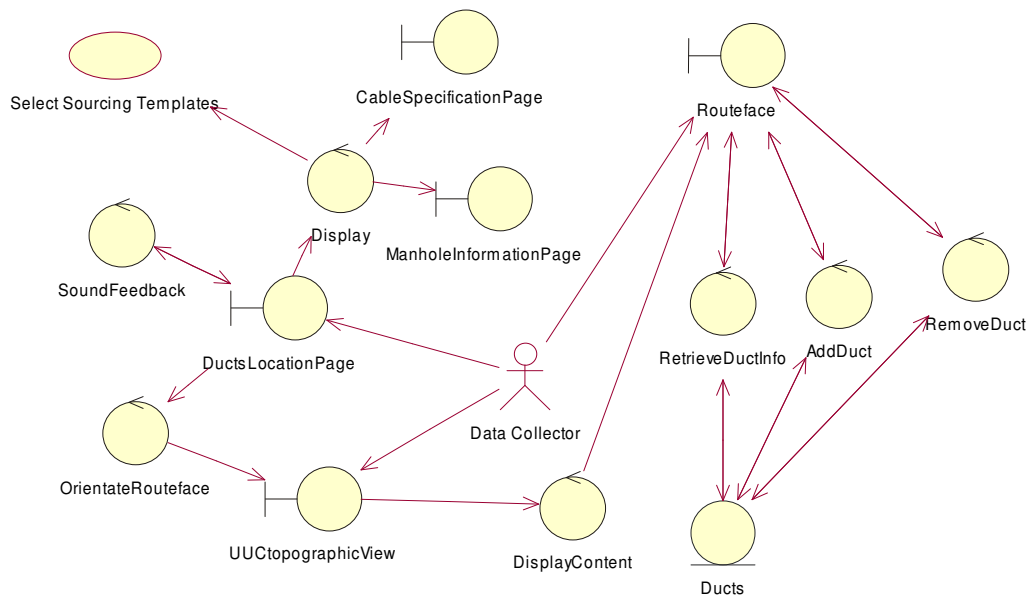 Select Sourcing Templates
CableSpecificationPage
Routeface
Display
ManholeInformationPage
SoundFeedback
DuctsLocationPage
RetrieveDuctInfo
AddDuct
RemoveDuct
Data Collector
OrientateRouteface
UUCtopographicView
DisplayContent
Ducts